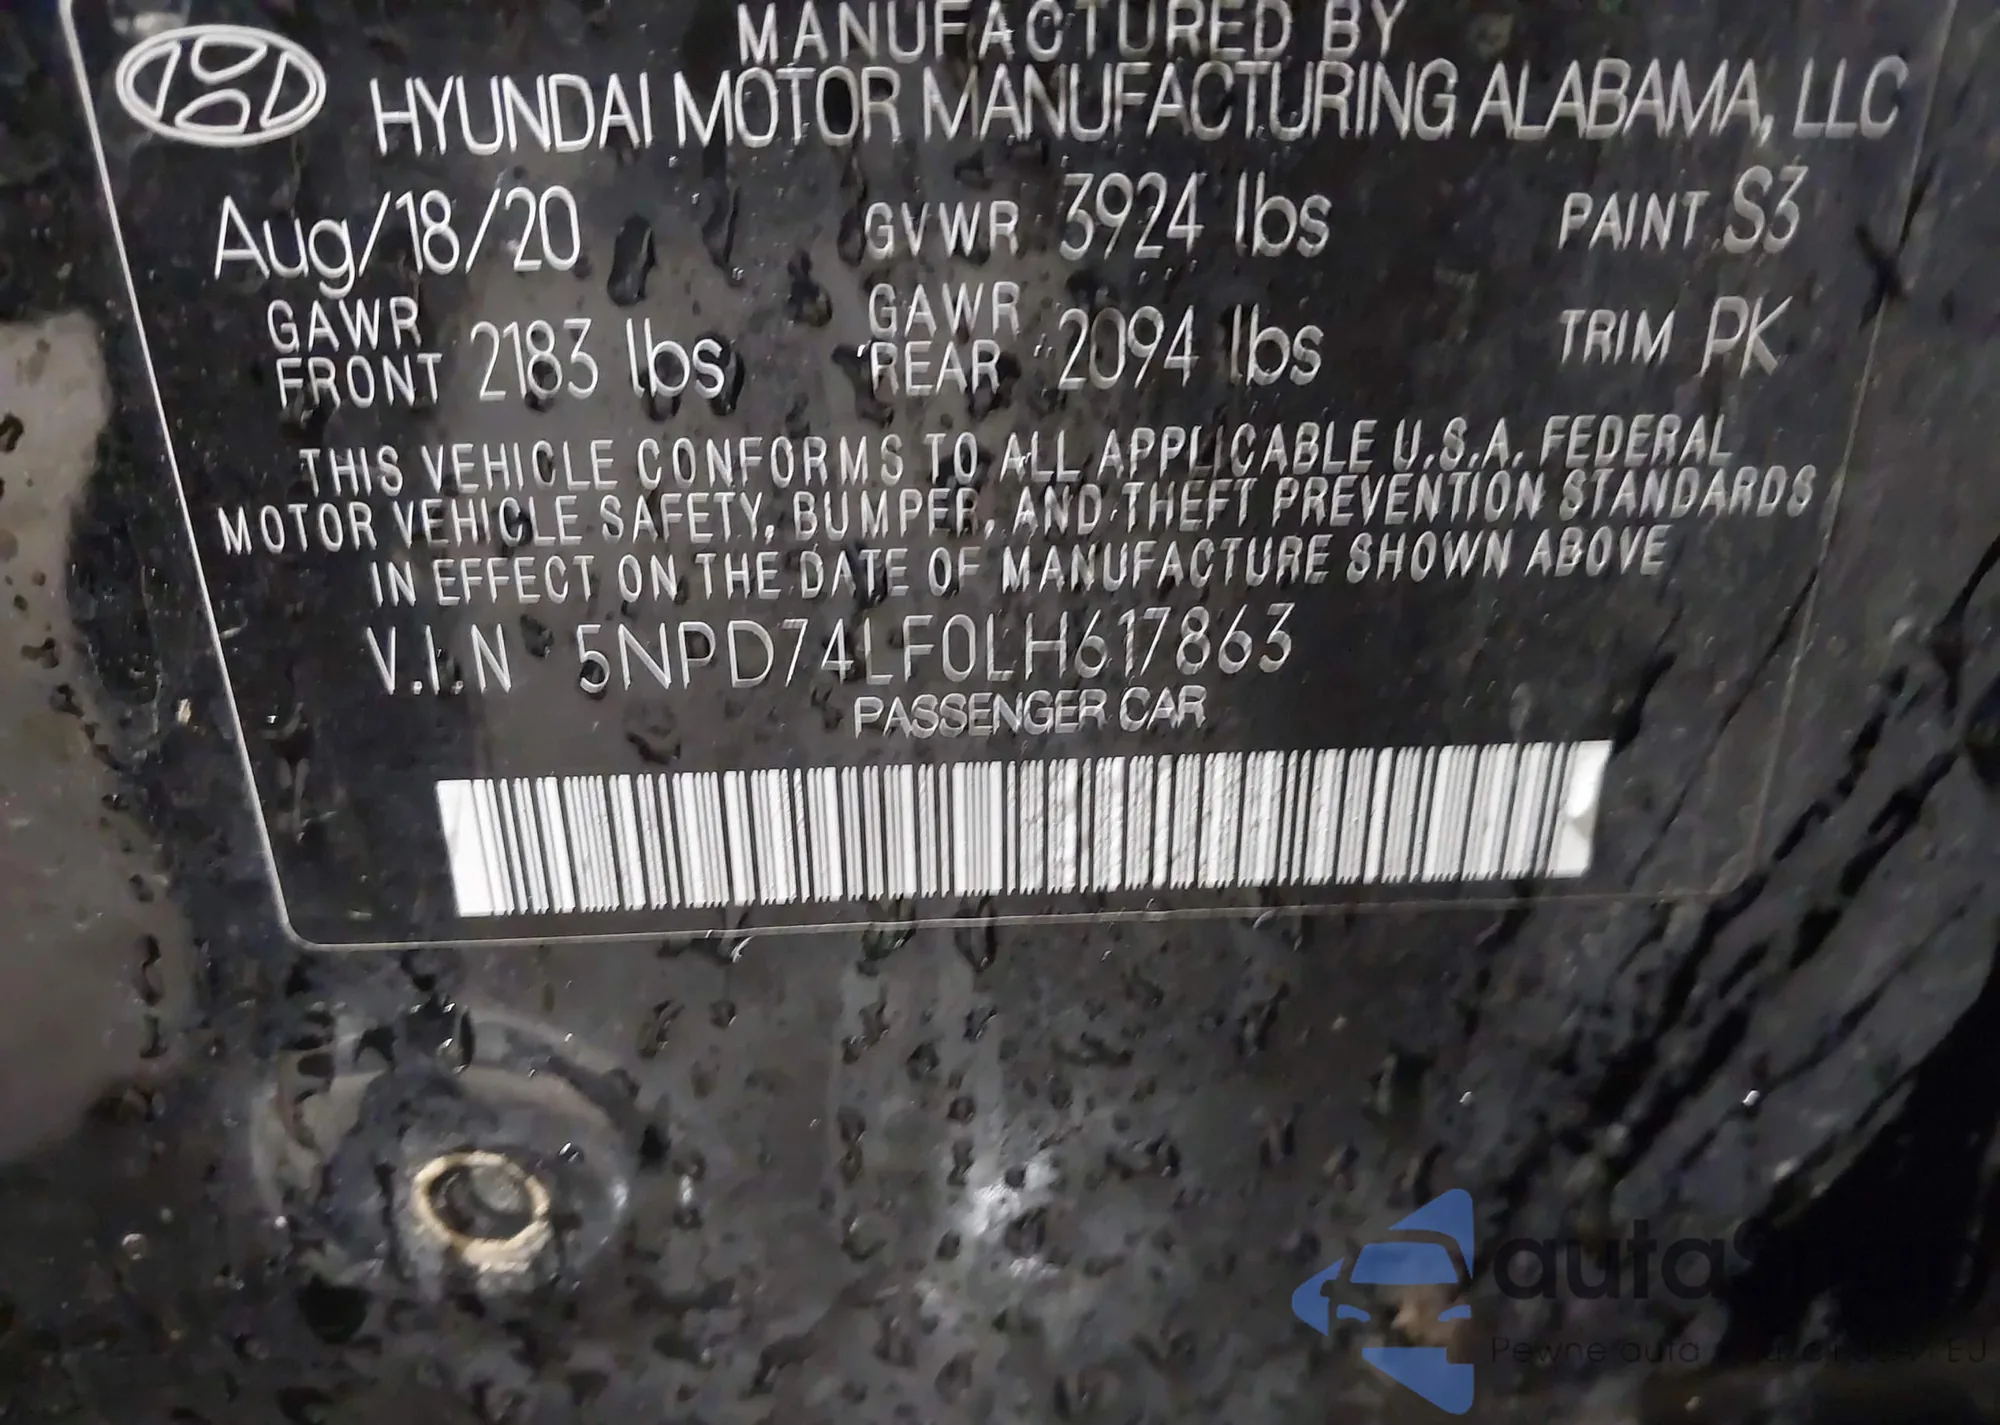 MANUFACTURED BY
HYUNDAI MOTOR MANUFACTURING ALABAMA, LLC
Aug/18/20 GVWR 3924 lbs PAINT S3
GAWR FRONT 2183 lbs GAWR REAR 2094 lbs TRIM PK
THIS VEHICLE CONFORMS TO ALL APPLICABLE U.S.A. FEDERAL
MOTOR VEHICLE SAFETY, BUMPER, AND THEFT PREVENTION STANDARDS
IN EFFECT ON THE DATE OF MANUFACTURE SHOWN ABOVE
V.I.N 5NPD74LF0LH617863
PASSENGER CAR
Pewne auta